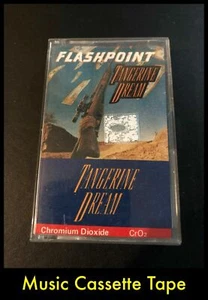 FLASHPOINT
TANGERINE
DREAM
TANGERINE
DREAM
Chromium Dioxide CrO₂
Music Cassette Tape